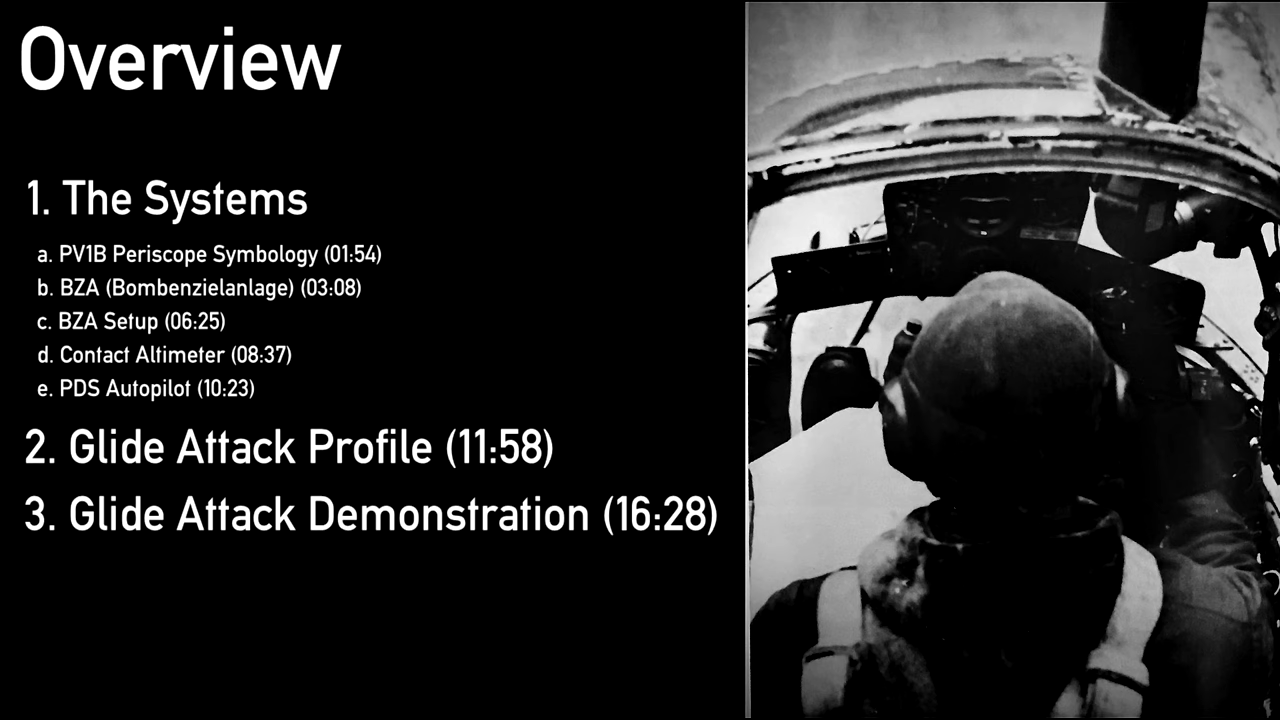 Overview
1. The Systems
a. PV1B Periscope Symbology (01:54)
b. BZA (Bombenzielanlage) (03:08)
c. BZA Setup (06:25)
d. Contact Altimeter (08:37)
e. PDS Autopilot (10:23)
2. Glide Attack Profile (11:58)
3. Glide Attack Demonstration (16:28)